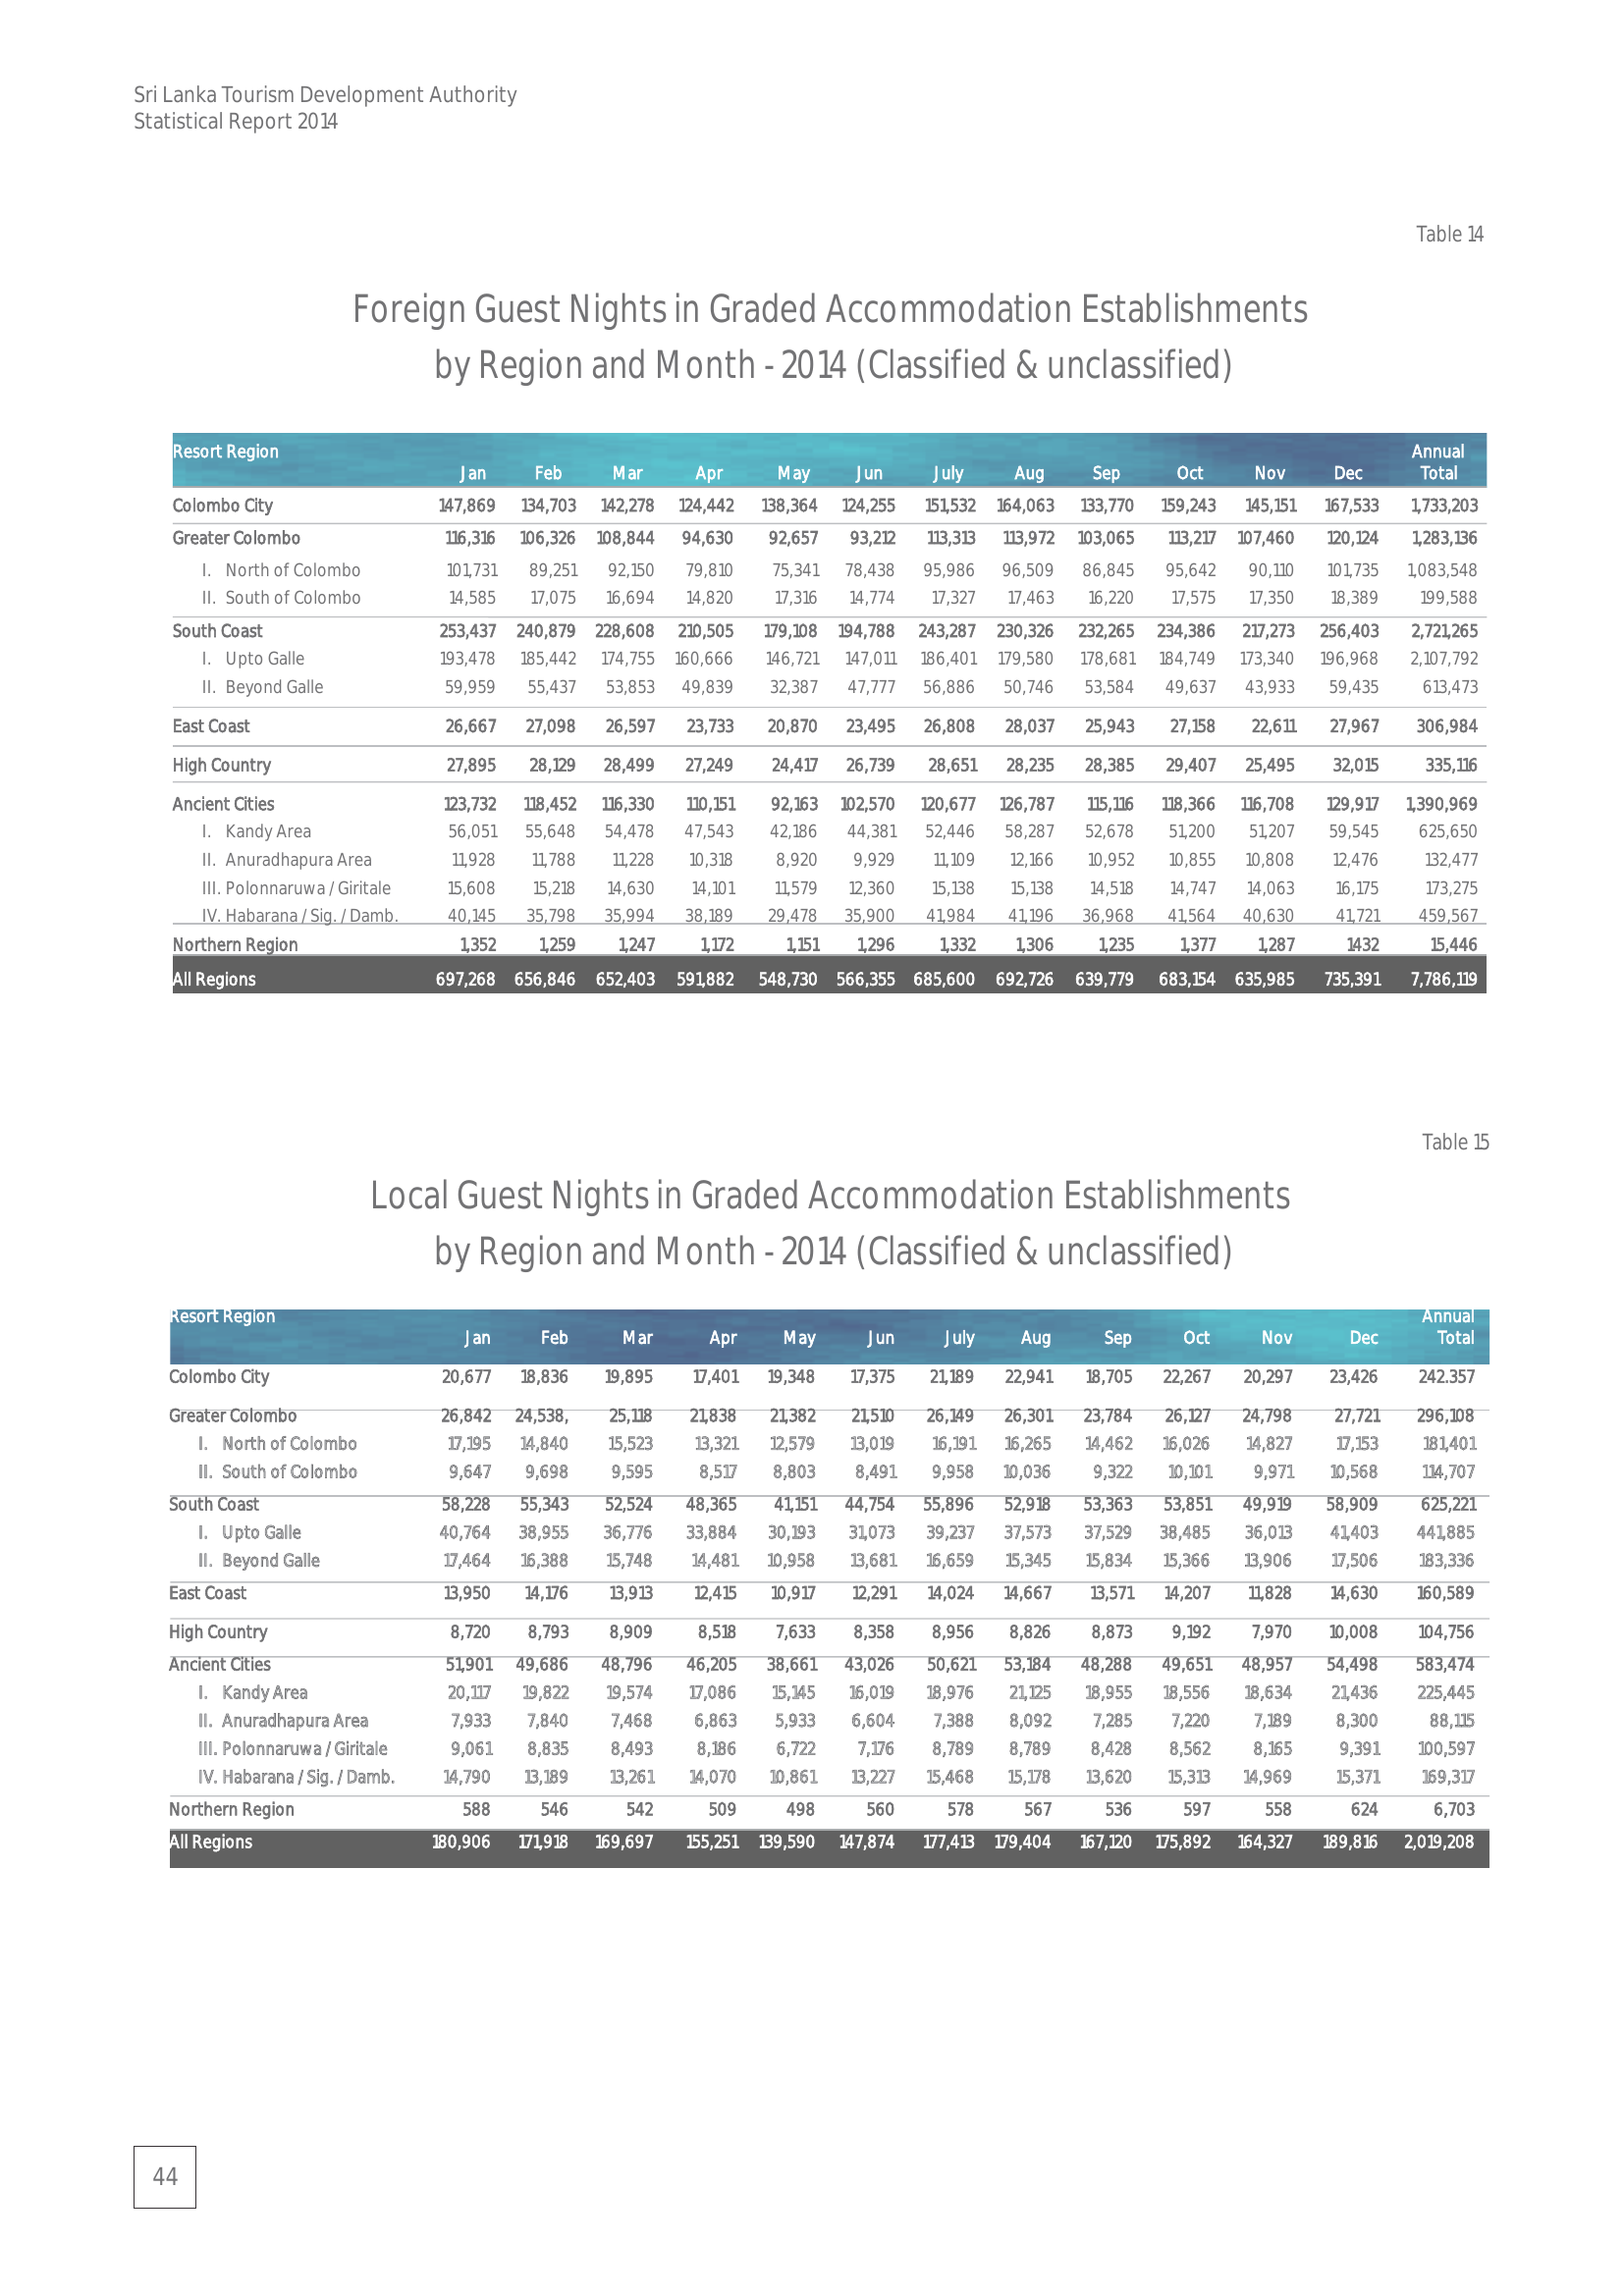 Sri Lanka Tourism Development Authority
Statistical Report 2014
Table 14
Foreign Guest Nights in Graded Accommodation Establishments
by Region and Month - 2014 (Classified & unclassified)
Resort Region Jan Feb Mar Apr May Jun July Aug Sep Oct Nov Dec Annual Total
Colombo City 147,869 134,703 142,278 124,442 138,364 124,255 151,532 164,063 133,770 159,243 145,151 167,533 1,733,203
Greater Colombo 116,316 106,326 108,844 94,630 92,657 93,212 113,313 113,972 103,065 113,217 107,460 120,124 1,283,136
I. North of Colombo 101,731 89,251 92,150 79,810 75,341 78,438 95,986 96,509 86,845 95,642 90,110 101,735 1,083,548
II. South of Colombo 14,585 17,075 16,694 14,820 17,316 14,774 17,327 17,463 16,220 17,575 17,350 18,389 199,588
South Coast 253,437 240,879 228,608 210,505 179,108 194,788 243,287 230,326 232,265 234,386 217,273 256,403 2,721,265
I. Upto Galle 193,478 185,442 174,755 160,666 146,721 147,011 186,401 179,580 178,681 184,749 173,340 196,968 2,107,792
II. Beyond Galle 59,959 55,437 53,853 49,839 32,387 47,777 56,886 50,746 53,584 49,637 43,933 59,435 613,473
East Coast 26,667 27,098 26,597 23,733 20,870 23,495 26,808 28,037 25,943 27,158 22,611 27,967 306,984
High Country 27,895 28,129 28,499 27,249 24,417 26,739 28,651 28,235 28,385 29,407 25,495 32,015 335,116
Ancient Cities 123,732 118,452 116,330 110,151 92,163 102,570 120,677 126,787 115,116 118,366 116,708 129,917 1,390,969
I. Kandy Area 56,051 55,648 54,478 47,543 42,186 44,381 52,446 58,287 52,678 51,200 51,207 59,545 625,650
II. Anuradhapura Area 11,928 11,788 11,228 10,318 8,920 9,929 11,109 12,166 10,952 10,855 10,808 12,476 132,477
III. Polonnaruwa / Giritale 15,608 15,218 14,630 14,101 11,579 12,360 15,138 15,138 14,518 14,747 14,063 16,175 173,275
IV. Habarana / Sig. / Damb. 40,145 35,798 35,994 38,189 29,478 35,900 41,984 41,196 36,968 41,564 40,630 41,721 459,567
Northern Region 1,352 1,259 1,247 1,172 1,151 1,296 1,332 1,306 1,235 1,377 1,287 1432 15,446
All Regions 697,268 656,846 652,403 591,882 548,730 566,355 685,600 692,726 639,779 683,154 635,985 735,391 7,786,119
Table 15
Local Guest Nights in Graded Accommodation Establishments
by Region and Month - 2014 (Classified & unclassified)
Resort Region Jan Feb Mar Apr May Jun July Aug Sep Oct Nov Dec Annual Total
Colombo City 20,677 18,836 19,895 17,401 19,348 17,375 21,189 22,941 18,705 22,267 20,297 23,426 242.357
Greater Colombo 26,842 24,538, 25,118 21,838 21,382 21,510 26,149 26,301 23,784 26,127 24,798 27,721 296,108
I. North of Colombo 17,195 14,840 15,523 13,321 12,579 13,019 16,191 16,265 14,462 16,026 14,827 17,153 181,401
II. South of Colombo 9,647 9,698 9,595 8,517 8,803 8,491 9,958 10,036 9,322 10,101 9,971 10,568 114,707
South Coast 58,228 55,343 52,524 48,365 41,151 44,754 55,896 52,918 53,363 53,851 49,919 58,909 625,221
I. Upto Galle 40,764 38,955 36,776 33,884 30,193 31,073 39,237 37,573 37,529 38,485 36,013 41,403 441,885
II. Beyond Galle 17,464 16,388 15,748 14,481 10,958 13,681 16,659 15,345 15,834 15,366 13,906 17,506 183,336
East Coast 13,950 14,176 13,913 12,415 10,917 12,291 14,024 14,667 13,571 14,207 11,828 14,630 160,589
High Country 8,720 8,793 8,909 8,518 7,633 8,358 8,956 8,826 8,873 9,192 7,970 10,008 104,756
Ancient Cities 51,901 49,686 48,796 46,205 38,661 43,026 50,621 53,184 48,288 49,651 48,957 54,498 583,474
I. Kandy Area 20,117 19,822 19,574 17,086 15,145 16,019 18,976 21,125 18,955 18,556 18,634 21,436 225,445
II. Anuradhapura Area 7,933 7,840 7,468 6,863 5,933 6,604 7,388 8,092 7,285 7,220 7,189 8,300 88,115
III. Polonnaruwa / Giritale 9,061 8,835 8,493 8,186 6,722 7,176 8,789 8,789 8,428 8,562 8,165 9,391 100,597
IV. Habarana / Sig. / Damb. 14,790 13,189 13,261 14,070 10,861 13,227 15,468 15,178 13,620 15,313 14,969 15,371 169,317
Northern Region 588 546 542 509 498 560 578 567 536 597 558 624 6,703
All Regions 180,906 171,918 169,697 155,251 139,590 147,874 177,413 179,404 167,120 175,892 164,327 189,816 2,019,208
44